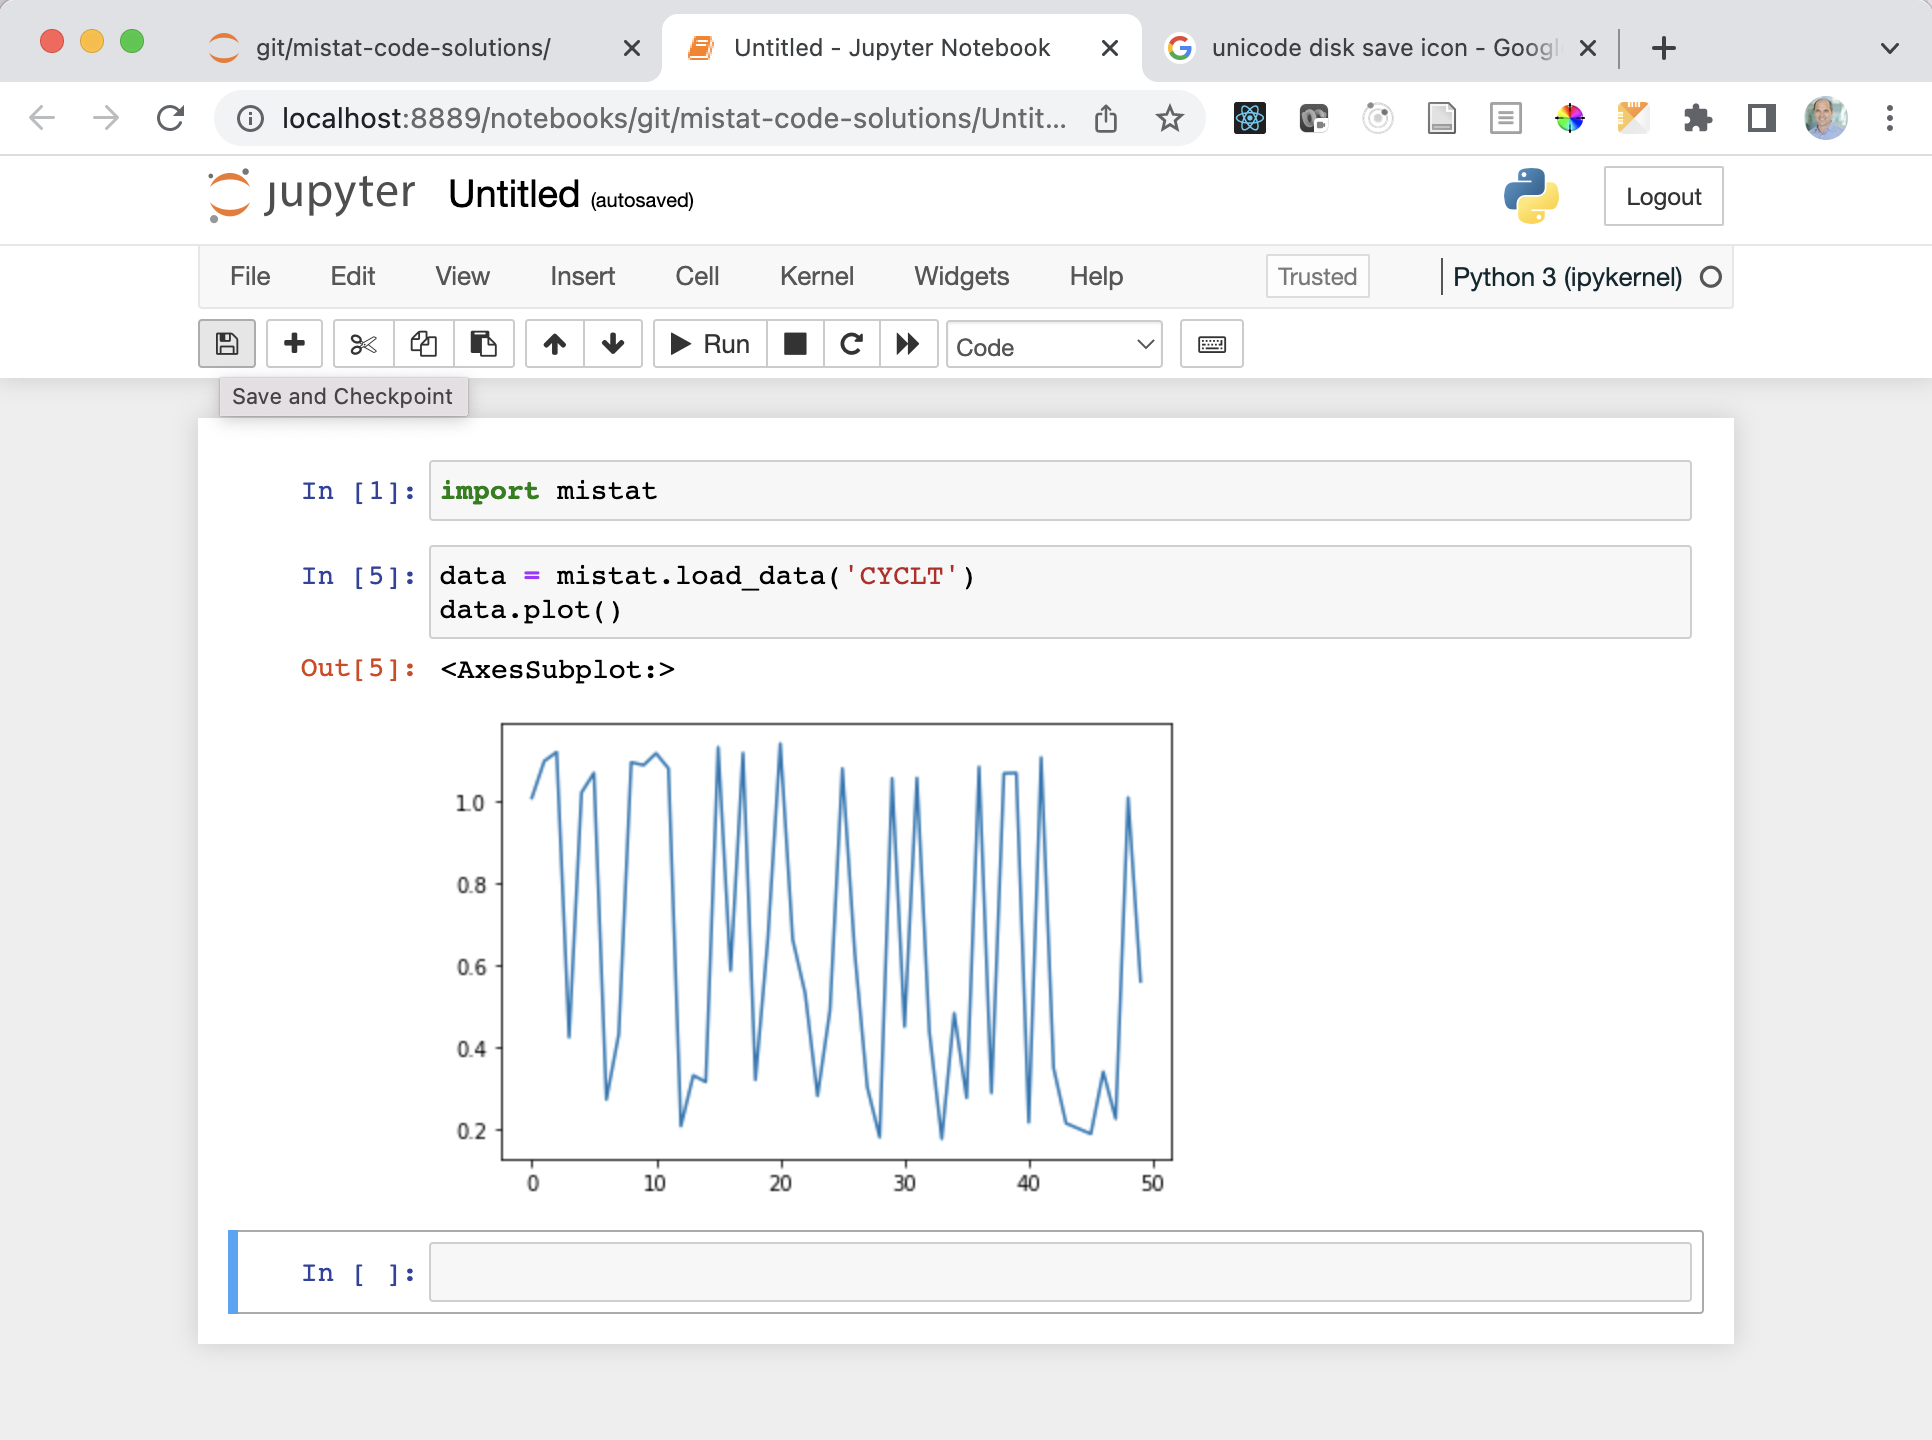 git/mistat-code-solutions/
Untitled - Jupyter Notebook
unicode disk save icon - Googl
localhost:8889/notebooks/git/mistat-code-solutions/Untit...
jupyter Untitled (autosaved)
Logout
File Edit View Insert Cell Kernel Widgets Help Trusted Python 3 (ipykernel)
Run Code
Save and Checkpoint
In [1]: import mistat
In [5]: data = mistat.load_data('CYCLT')
data.plot()
Out[5]: <AxesSubplot:>
1.0
0.8
0.6
0.4
0.2
0 10 20 30 40 50
In [ ]: